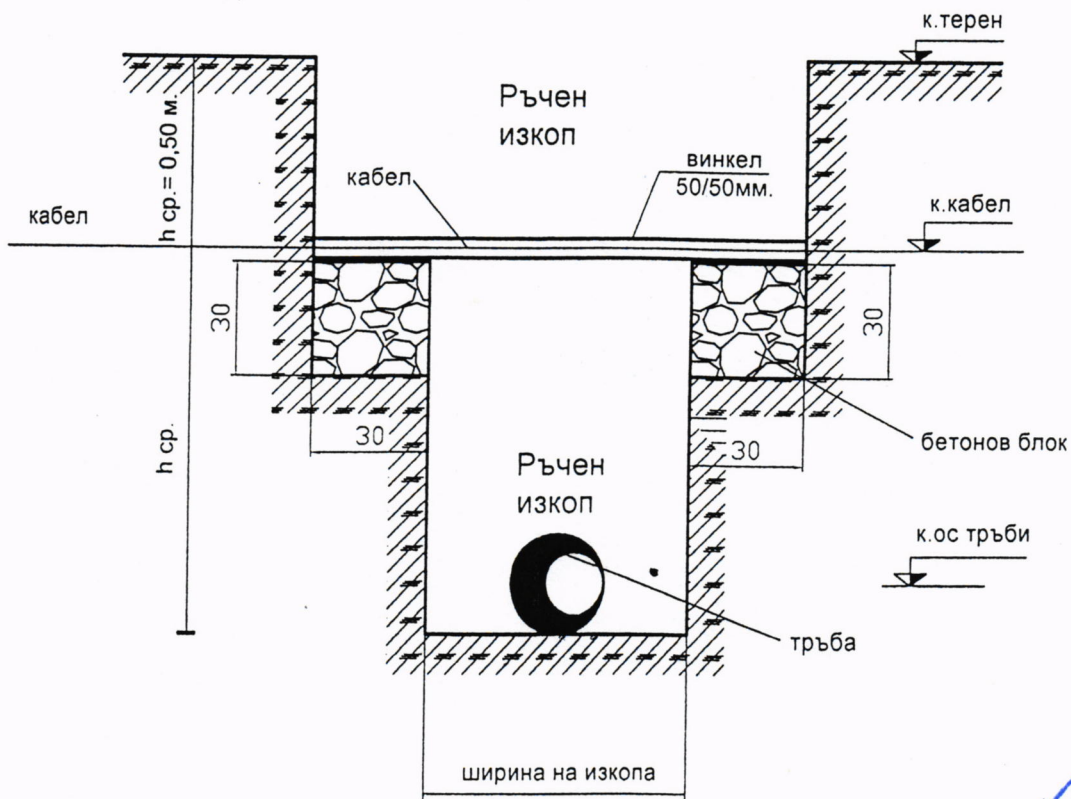 к.терен
Ръчен
изкоп
h ср.= 0,50 м.
винкел
50/50мм.
кабел
к.кабел
кабел
30
30
h ср.
30
30
бетонов блок
Ръчен
изкоп
к.ос тръби
тръба
ширина на изкопа